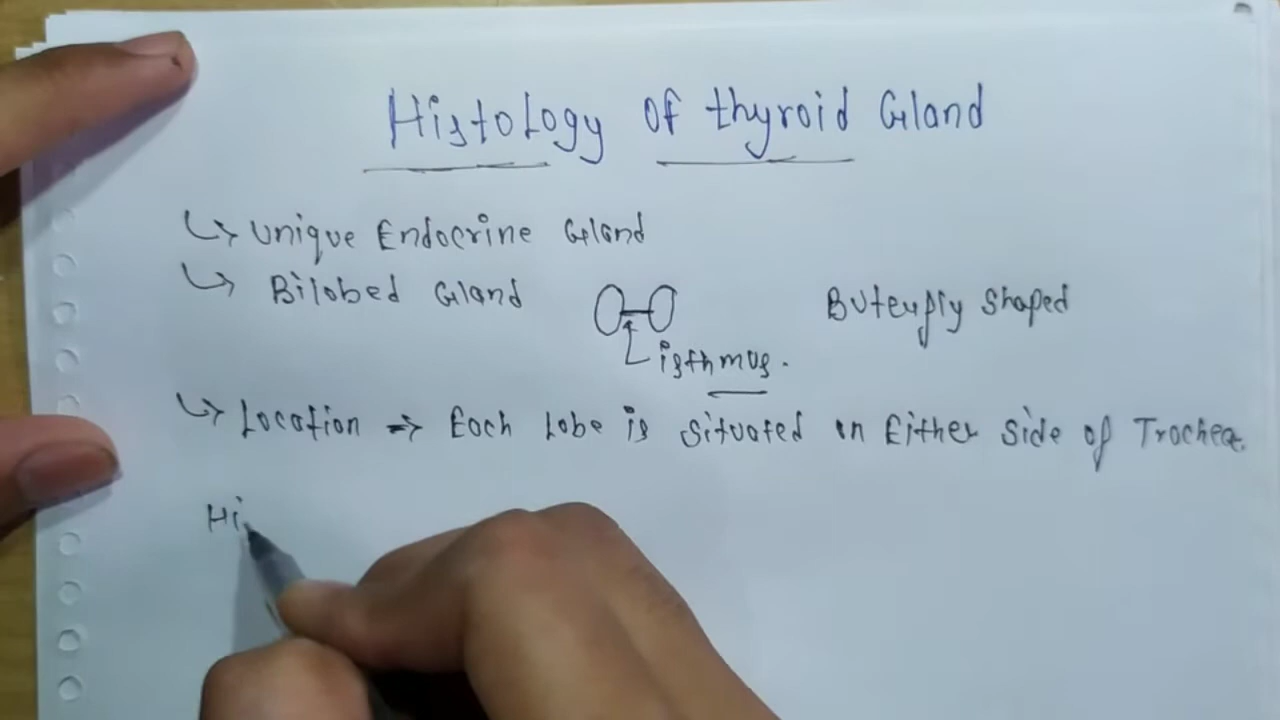 Histology of thyroid Gland
↳ Unique Endocrine Gland
↳ Bilobed Gland
Buterfly shaped
isthmus.
↳ Location ⇒ Each Lobe is situated in Either side of Trachea.
Hi